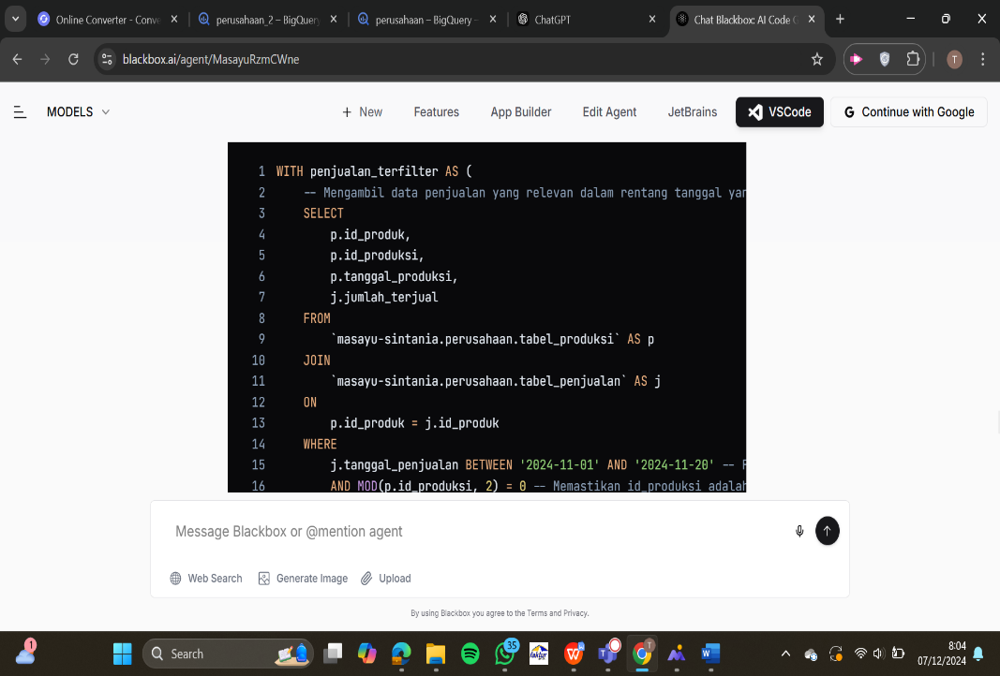 Online Converter - Conve
perusahaan_2 – BigQuery
perusahaan – BigQuery –
ChatGPT
Chat Blackbox: AI Code G
blackbox.ai/agent/MasayuRzmCWne
T
MODELS
New
Features
App Builder
Edit Agent
JetBrains
VSCode
G Continue with Google
1 WITH penjualan_terfilter AS (
2 -- Mengambil data penjualan yang relevan dalam rentang tanggal yan
3 SELECT
4 p.id_produk,
5 p.id_produksi,
6 p.tanggal_produksi,
7 j.jumlah_terjual
8 FROM
9 `masayu-sintania.perusahaan.tabel_produksi` AS p
10 JOIN
11 `masayu-sintania.perusahaan.tabel_penjualan` AS j
12 ON
13 p.id_produk = j.id_produk
14 WHERE
15 j.tanggal_penjualan BETWEEN '2024-11-01' AND '2024-11-20' -- F
16 AND MOD(p.id_produksi, 2) = 0 -- Memastikan id_produksi adalah
Message Blackbox or @mention agent
Web Search
Generate Image
Upload
By using Blackbox you agree to the Terms and Privacy.
1
Search
35
faktur
W
T
T
W
8:04
07/12/2024